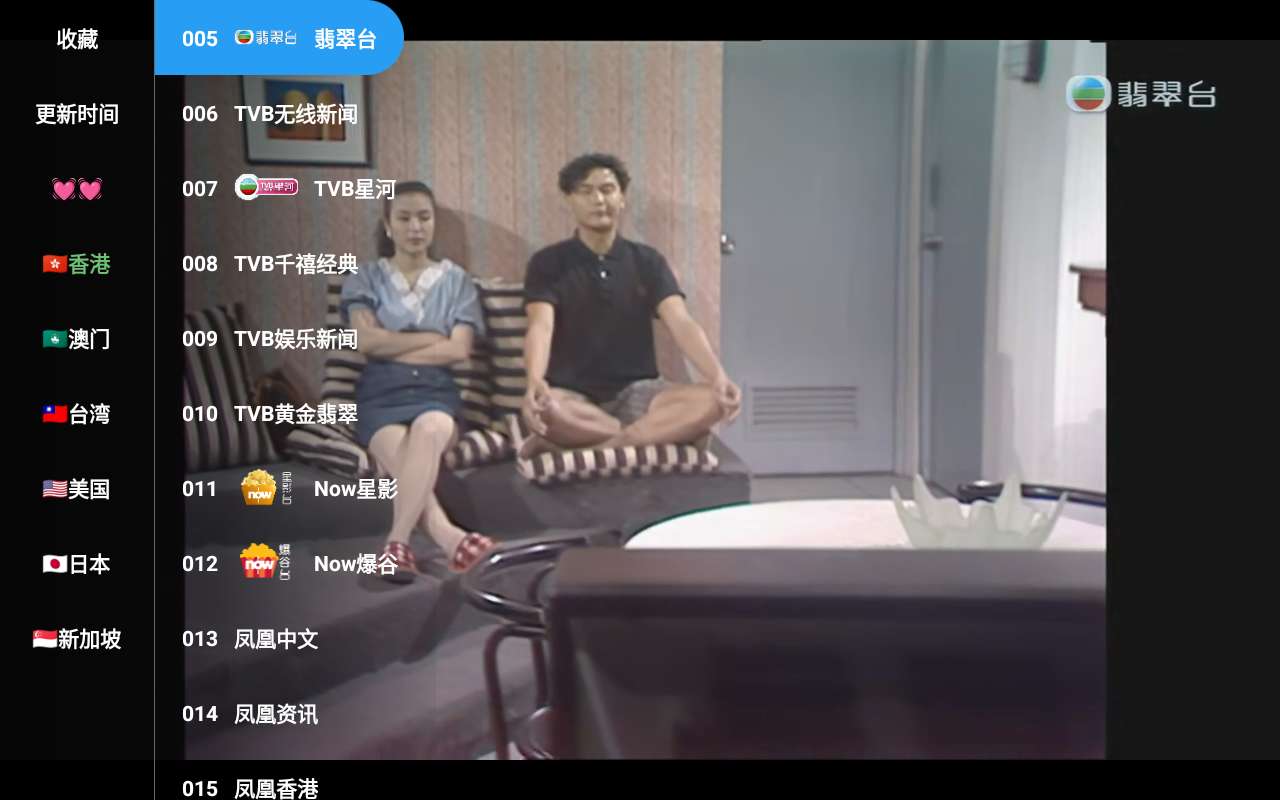 收藏
更新时间
香港
澳门
台湾
美国
日本
新加坡
005 翡翠台 翡翠台
006 TVB无线新闻
007 TVB星河 TVB星河
008 TVB千禧经典
009 TVB娱乐新闻
010 TVB黄金翡翠
011 now 星影台 Now星影
012 now 爆谷台 Now爆谷
013 凤凰中文
014 凤凰资讯
015 凤凰香港
翡翠台